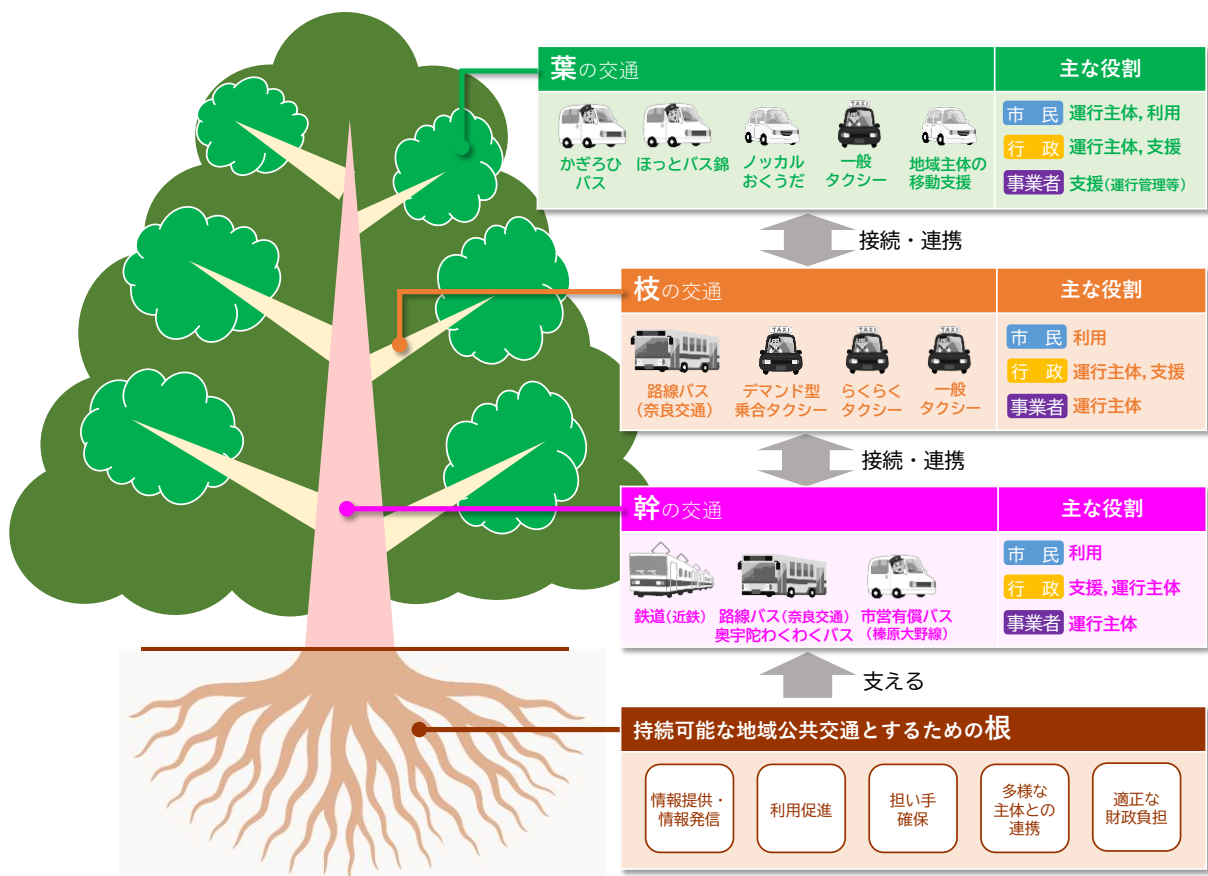 葉の交通
主な役割
TAXI
かぎろひ
バス
ほっとバス錦
ノッカル
おくうだ
一般
タクシー
地域主体の
移動支援
市　民 運行主体, 利用
行　政 運行主体, 支援
事業者 支援(運行管理等)
接続・連携
枝の交通
主な役割
TAXI
TAXI
TAXI
路線バス
(奈良交通)
デマンド型
乗合タクシー
らくらく
タクシー
一般
タクシー
市　民 利用
行　政 運行主体, 支援
事業者 運行主体
接続・連携
幹の交通
主な役割
鉄道(近鉄)
路線バス(奈良交通)
奥宇陀わくわくバス
市営有償バス
(榛原大野線)
市　民 利用
行　政 支援, 運行主体
事業者 運行主体
支える
持続可能な地域公共交通とするための根
情報提供・
情報発信
利用促進
担い手
確保
多様な
主体との
連携
適正な
財政負担